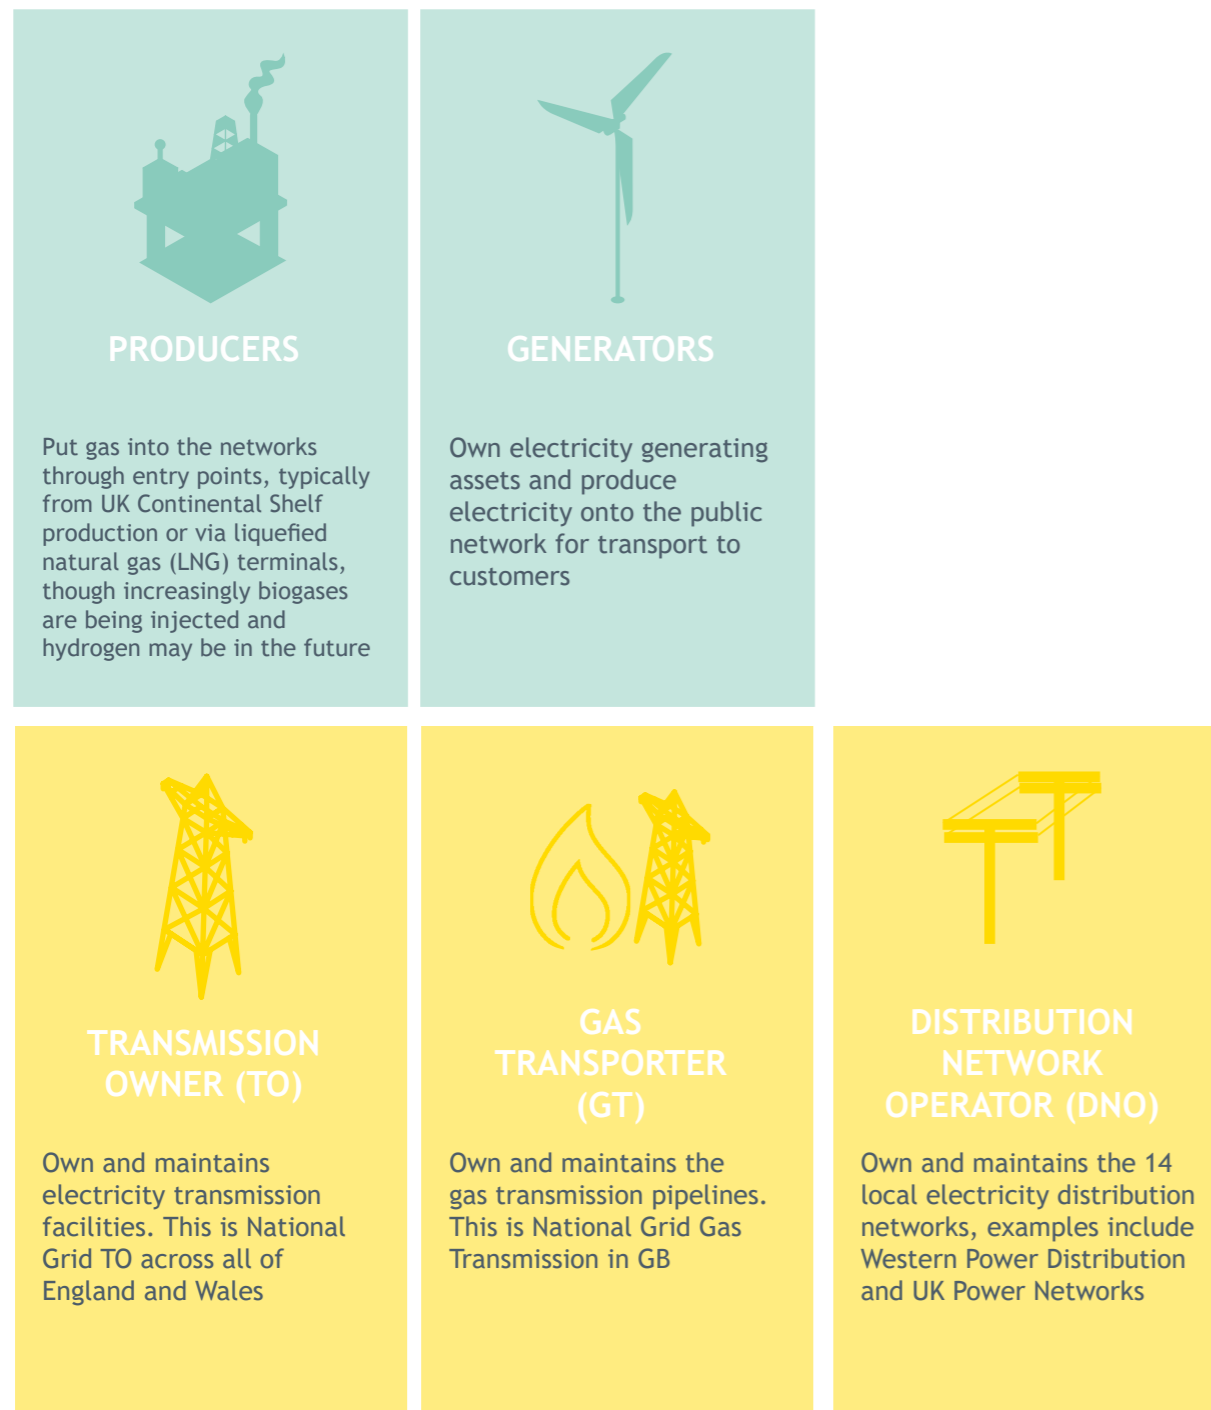 PRODUCERS
Put gas into the networks
through entry points, typically
from UK Continental Shelf
production or via liquefied
natural gas (LNG) terminals,
though increasingly biogases
are being injected and
hydrogen may be in the future
GENERATORS
Own electricity generating
assets and produce
electricity onto the public
network for transport to
customers
TRANSMISSION
OWNER (TO)
Own and maintains
electricity transmission
facilities. This is National
Grid TO across all of
England and Wales
GAS
TRANSPORTER
(GT)
Own and maintains the
gas transmission pipelines.
This is National Grid Gas
Transmission in GB
DISTRIBUTION
NETWORK
OPERATOR (DNO)
Own and maintains the 14
local electricity distribution
networks, examples include
Western Power Distribution
and UK Power Networks